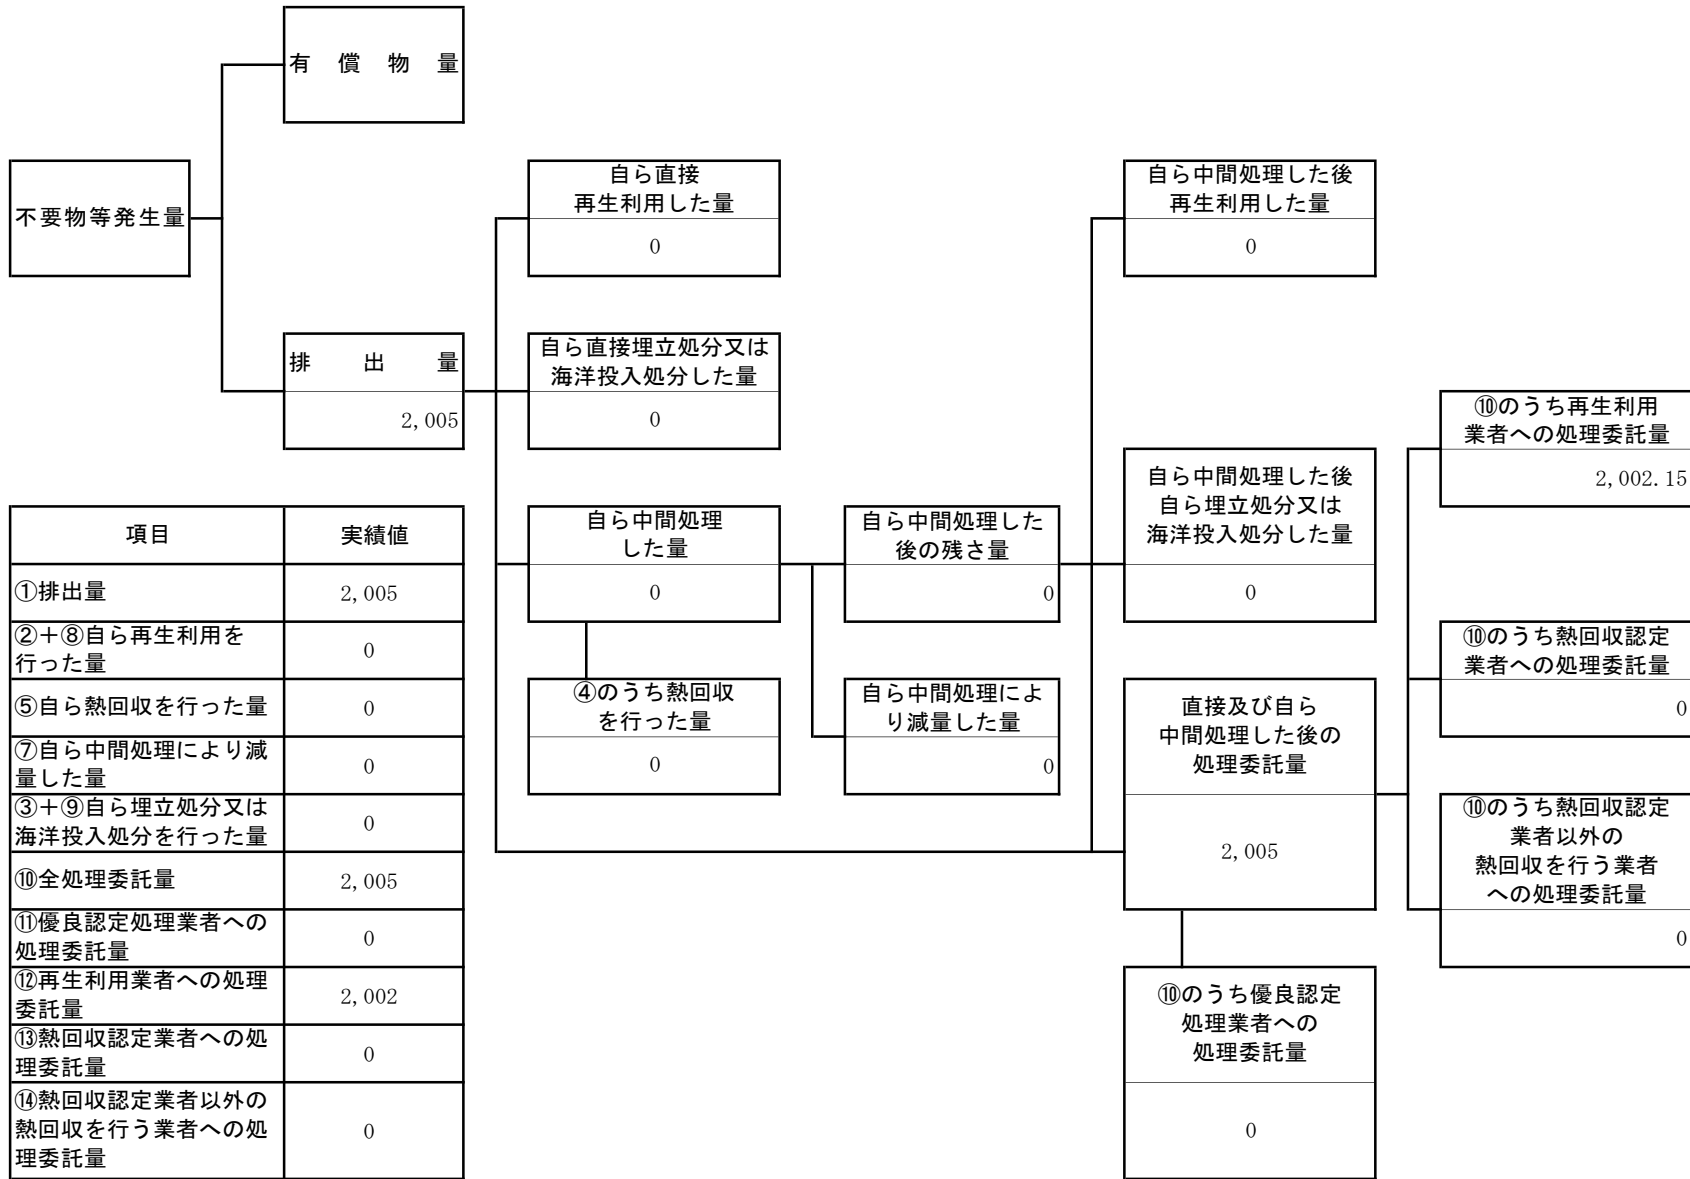 有償物量
不要物等発生量
排出量
2,005
自ら直接
再生利用した量
0
自ら直接埋立処分又は
海洋投入処分した量
0
自ら中間処理
した量
0
④のうち熱回収
を行った量
0
自ら中間処理した
後の残さ量
0
自ら中間処理によ
り減量した量
0
自ら中間処理した後
再生利用した量
0
自ら中間処理した後
自ら埋立処分又は
海洋投入処分した量
0
直接及び自ら
中間処理した後の
処理委託量
2,005
⑩のうち優良認定
処理業者への
処理委託量
0
⑩のうち再生利用
業者への処理委託量
2,002.15
⑩のうち熱回収認定
業者への処理委託量
0
⑩のうち熱回収認定
業者以外の
熱回収を行う業者
への処理委託量
0
項目 実績値
①排出量 2,005
②+⑧自ら再生利用を
行った量 0
⑤自ら熱回収を行った量 0
⑦自ら中間処理により減
量した量 0
③+⑨自ら埋立処分又は
海洋投入処分を行った量 0
⑩全処理委託量 2,005
⑪優良認定処理業者への
処理委託量 0
⑫再生利用業者への処理
委託量 2,002
⑬熱回収認定業者への処
理委託量 0
⑭熱回収認定業者以外の
熱回収を行う業者への処
理委託量 0